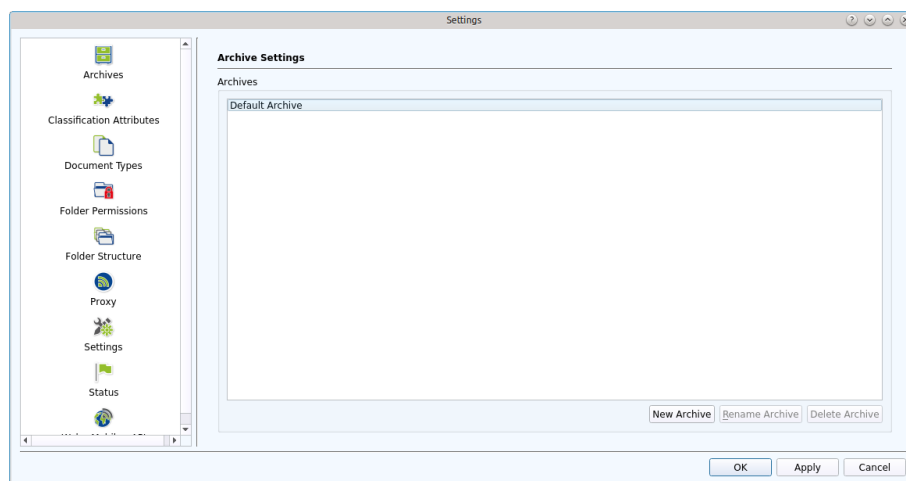 Settings
Archives
Classification Attributes
Document Types
Folder Permissions
Folder Structure
Proxy
Settings
Status
Archive Settings
Archives
Default Archive
New Archive Rename Archive Delete Archive
OK Apply Cancel